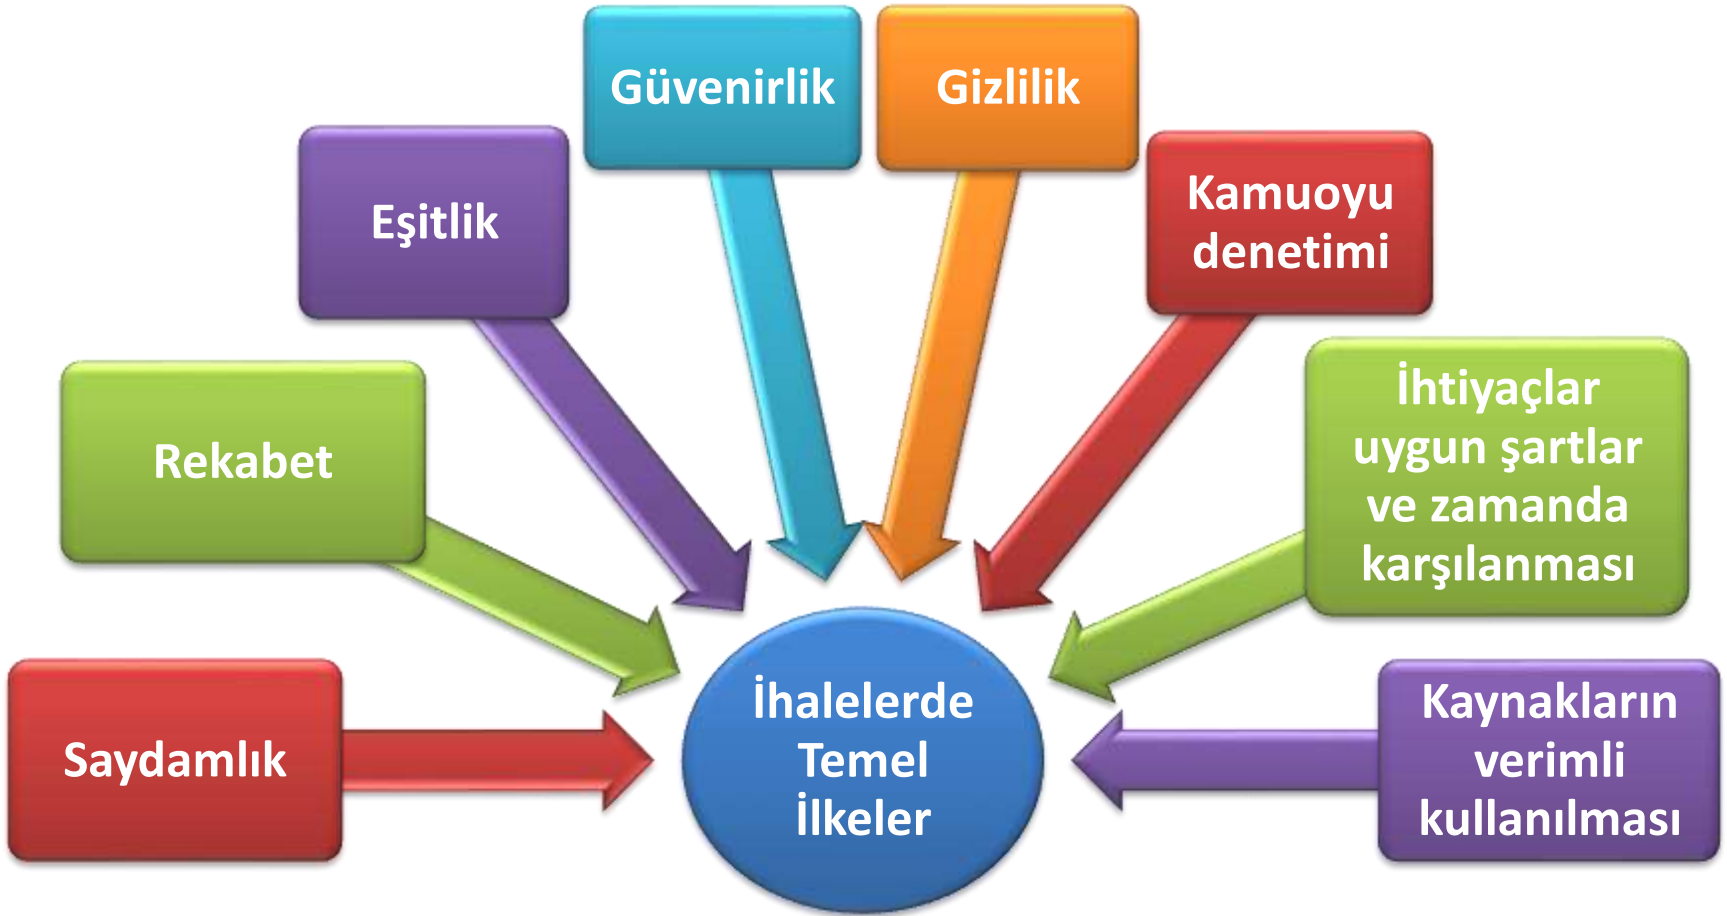 Güvenirlik
Gizlilik
Eşitlik
Kamuoyu
denetimi
Rekabet
İhtiyaçlar
uygun şartlar
ve zamanda
karşılanması
Saydamlık
İhalelerde
Temel
İlkeler
Kaynakların
verimli
kullanılması